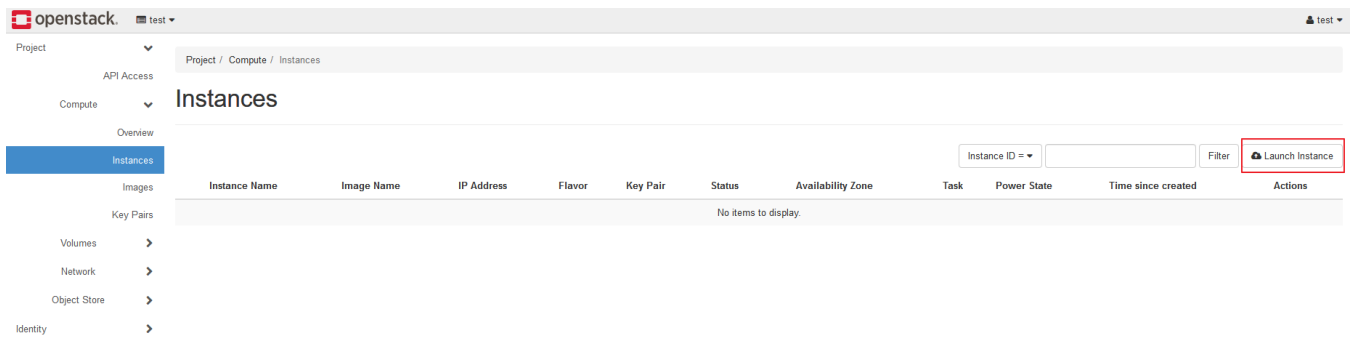 openstack. test test
Project
Project / Compute / Instances
API Access
Compute
Instances
Overview
Instances
Instance ID = Filter Launch Instance
Images
Instance Name Image Name IP Address Flavor Key Pair Status Availability Zone Task Power State Time since created Actions
Key Pairs
No items to display.
Volumes
Network
Object Store
Identity